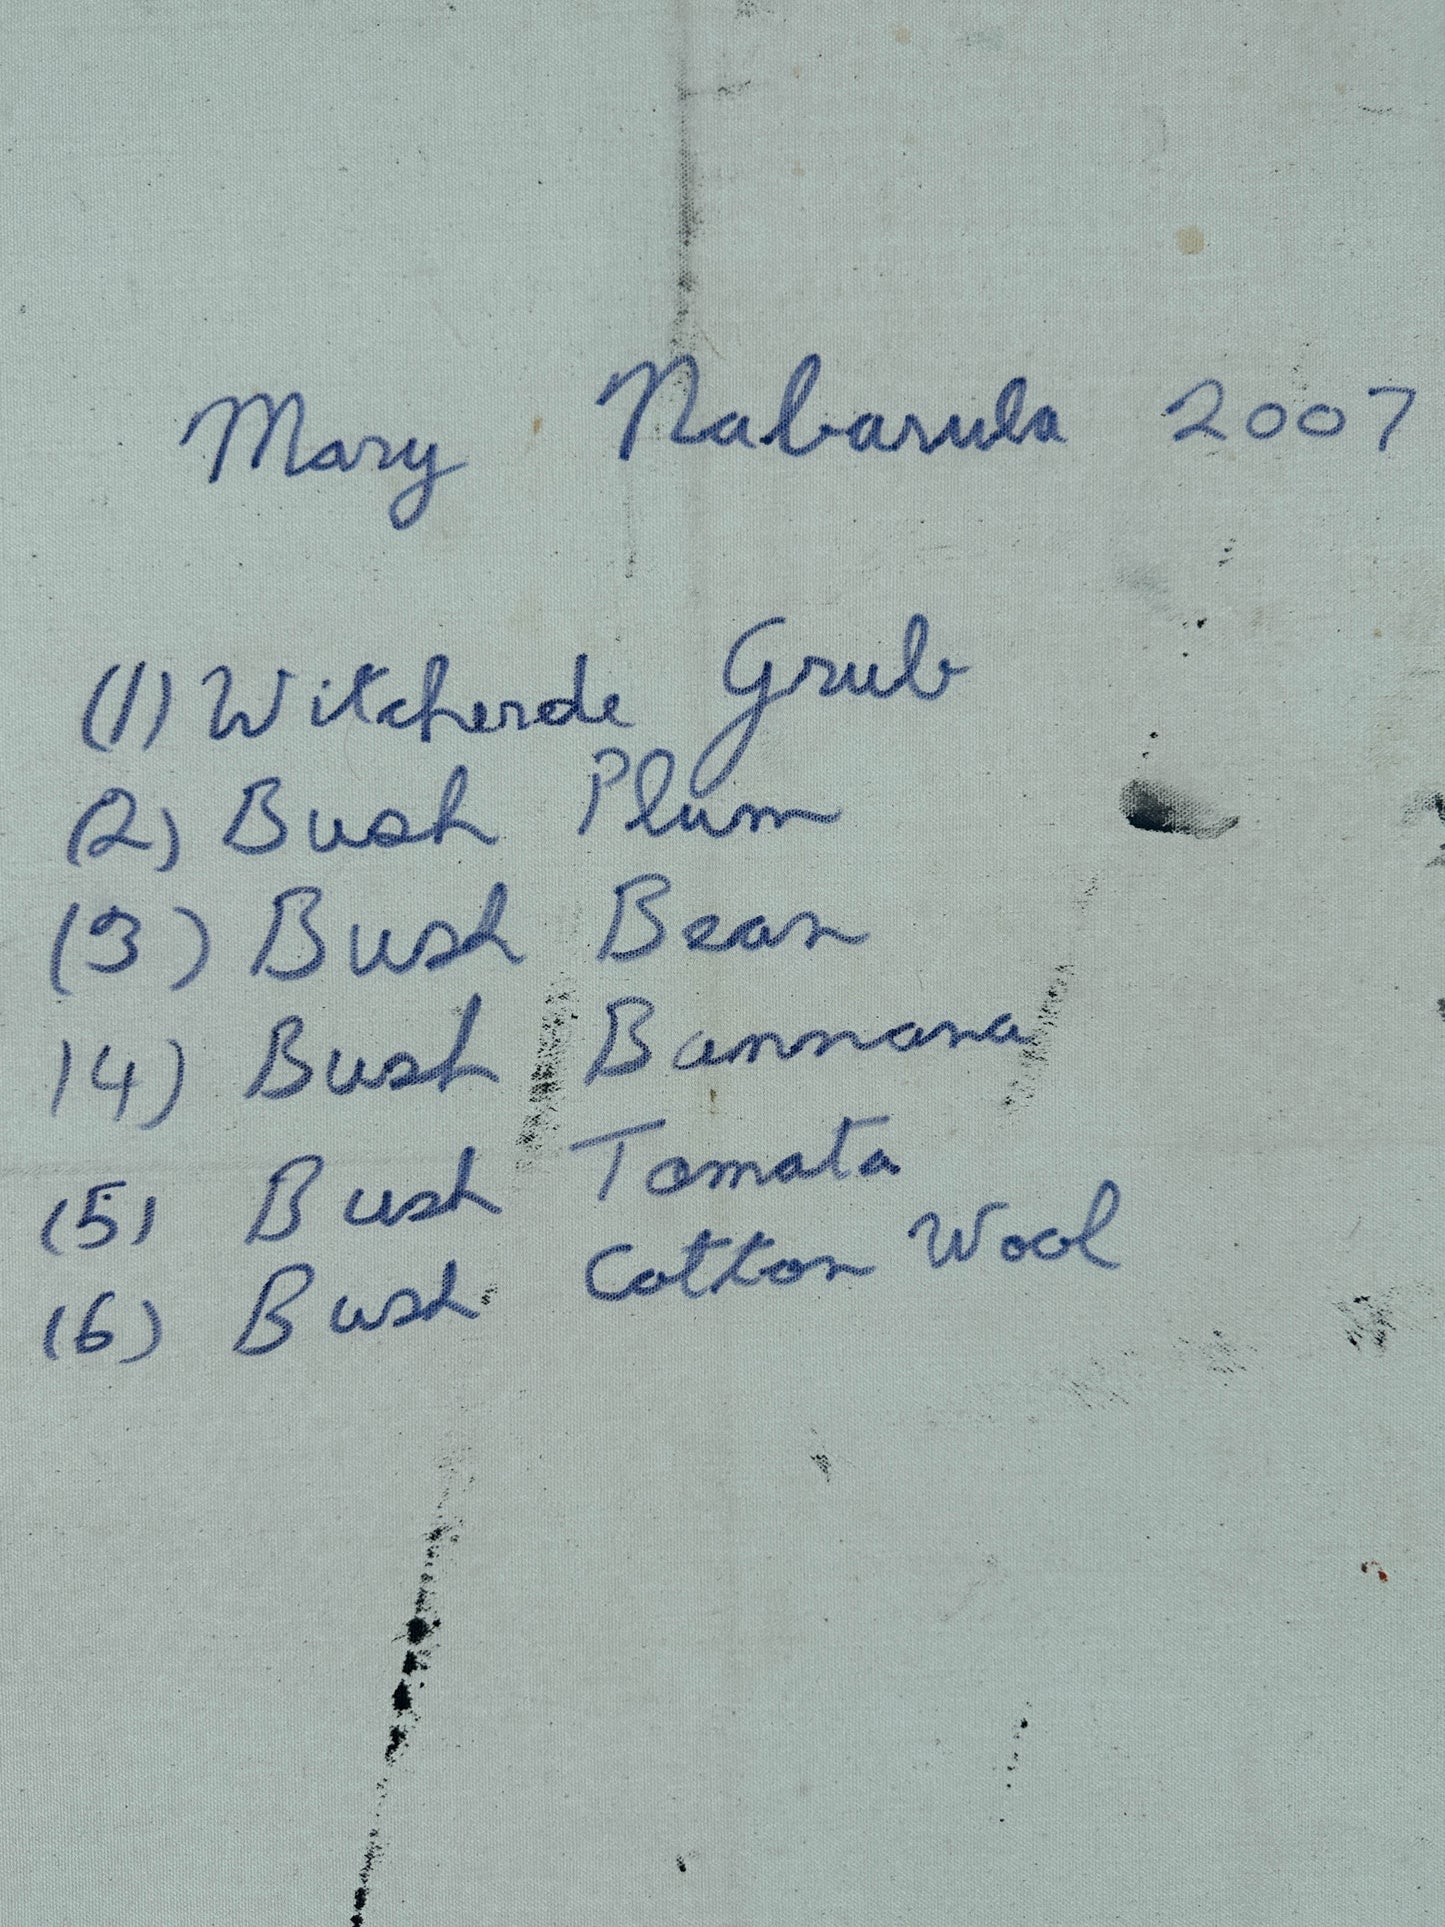 Mary Nabarula 2007
(1) Witcherde Grub
(2) Bush Plum
(3) Bush Bean
(4) Bush Bannana
(5) Bush Tomata
(6) Bush Cotton Wool